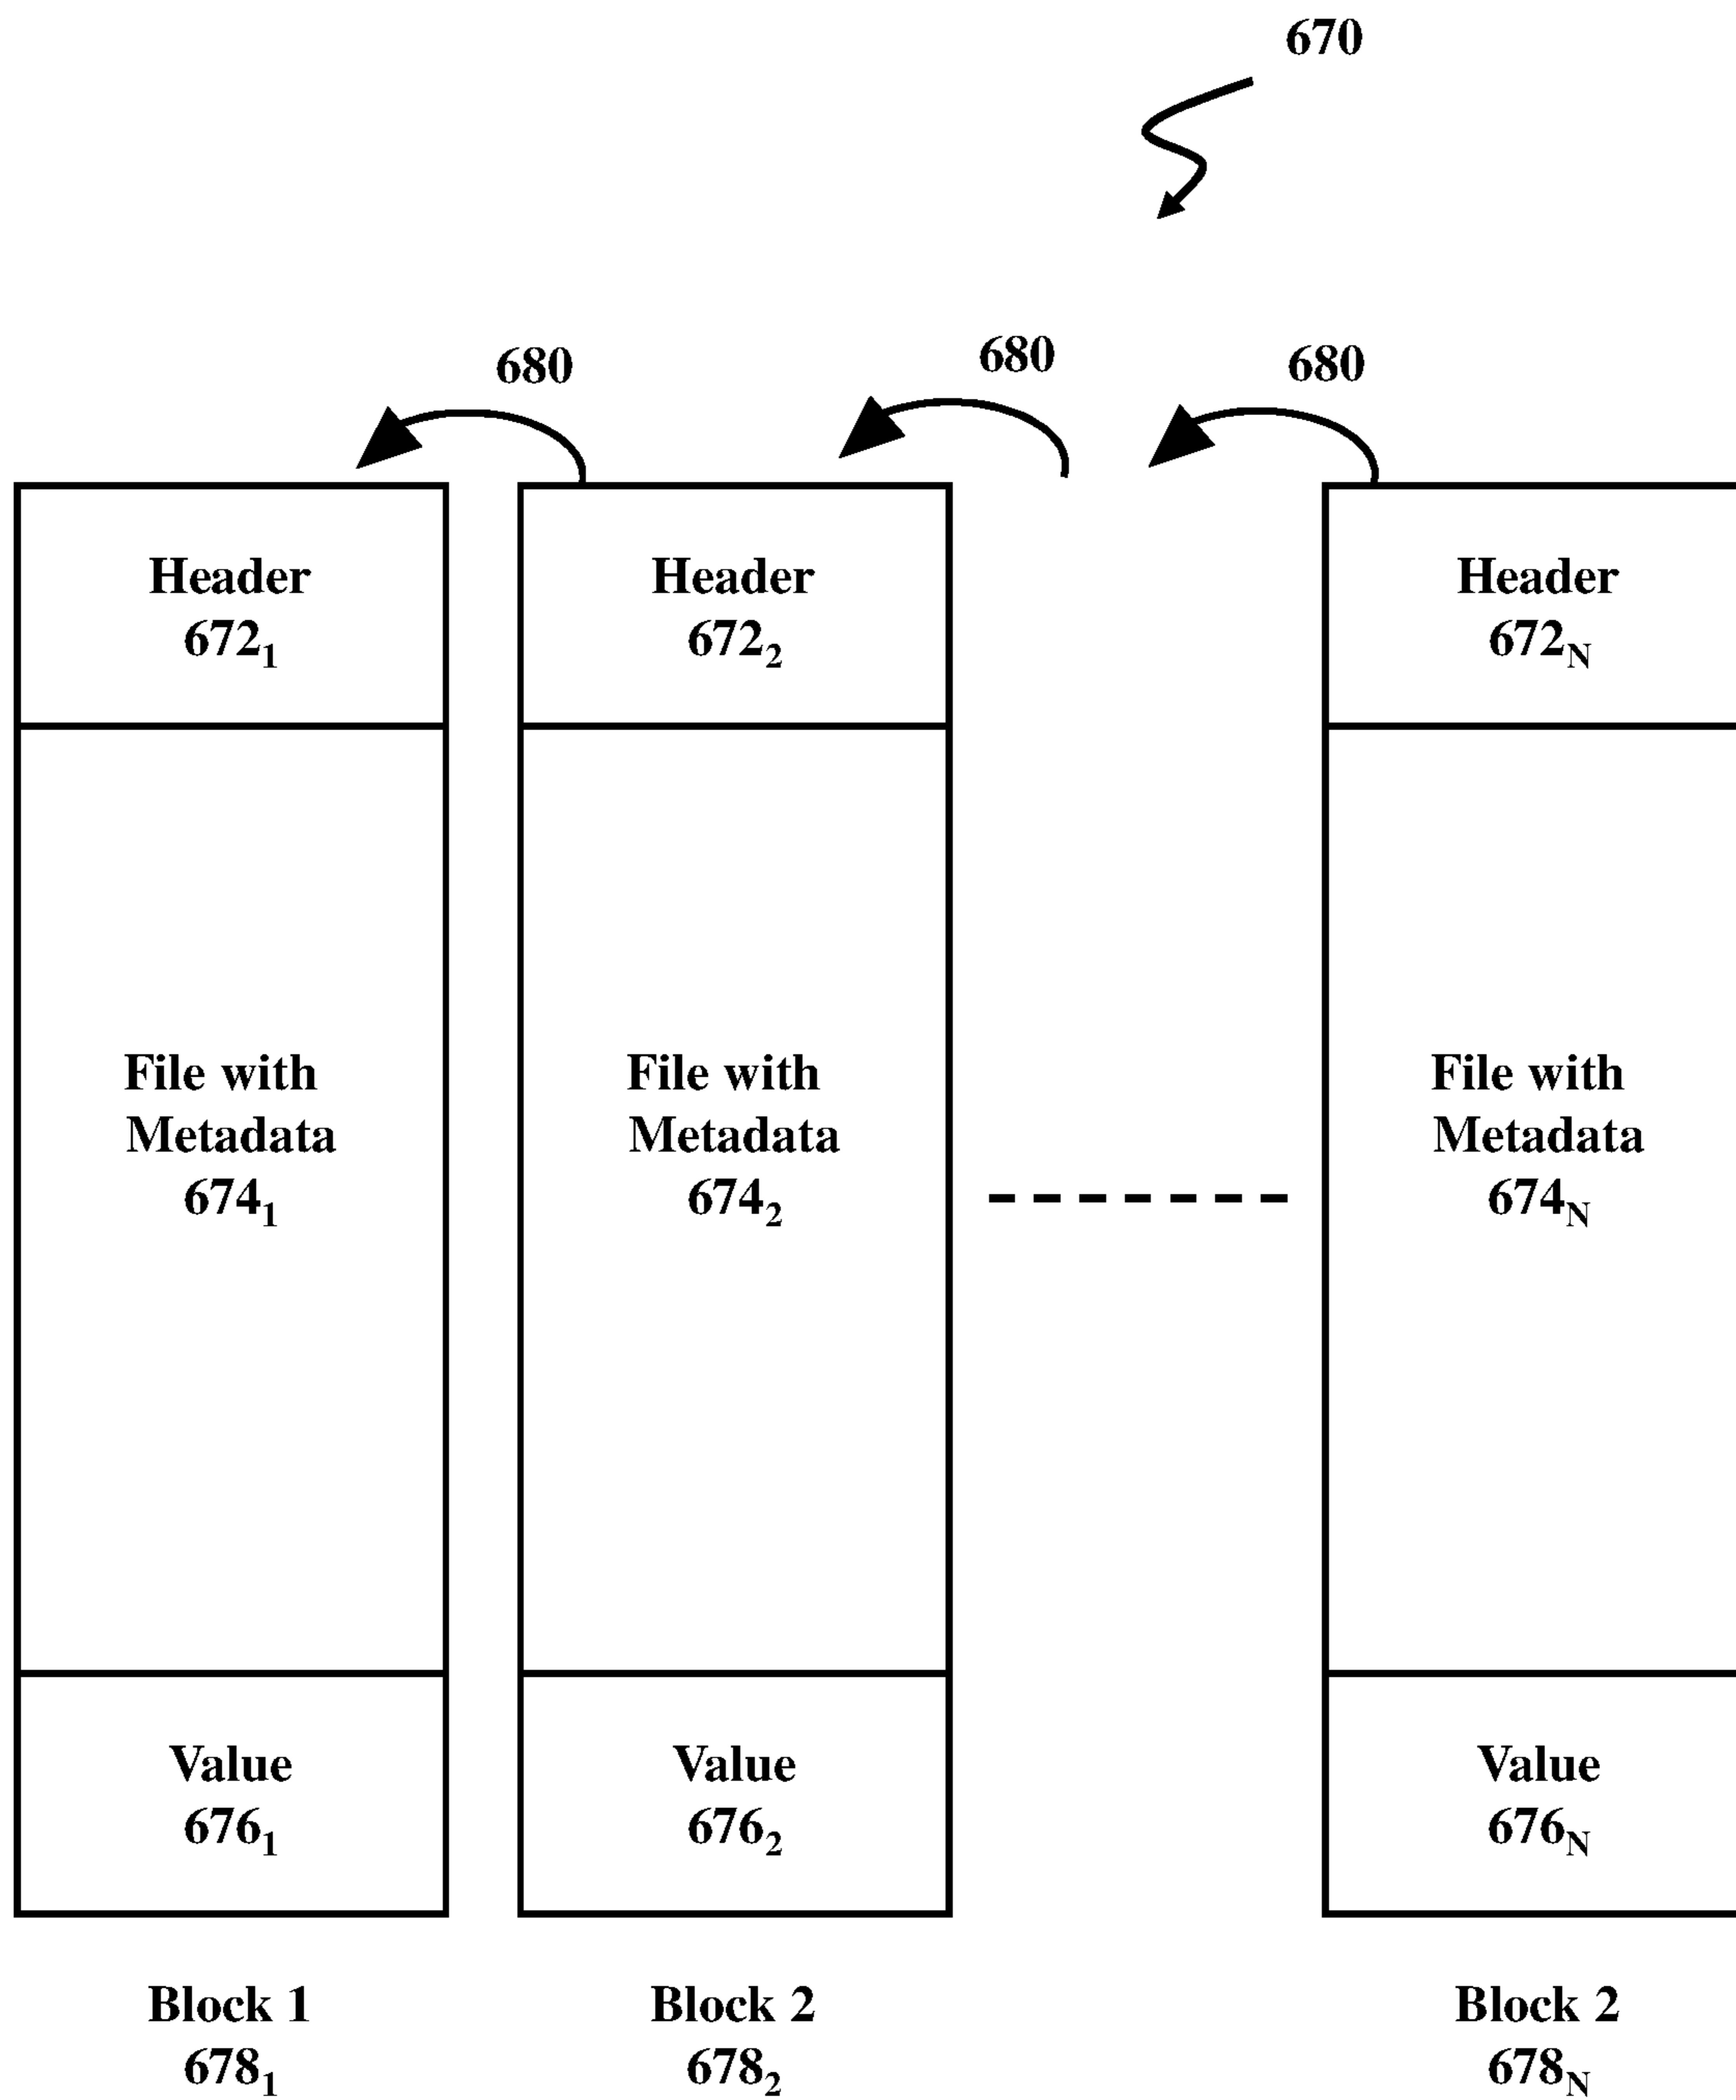 670
680
680
680
Header
672₁
Header
672₂
Header
672N
File with
Metadata
674₁
File with
Metadata
674₂
File with
Metadata
674N
Value
676₁
Value
676₂
Value
676N
Block 1
678₁
Block 2
678₂
Block 2
678N